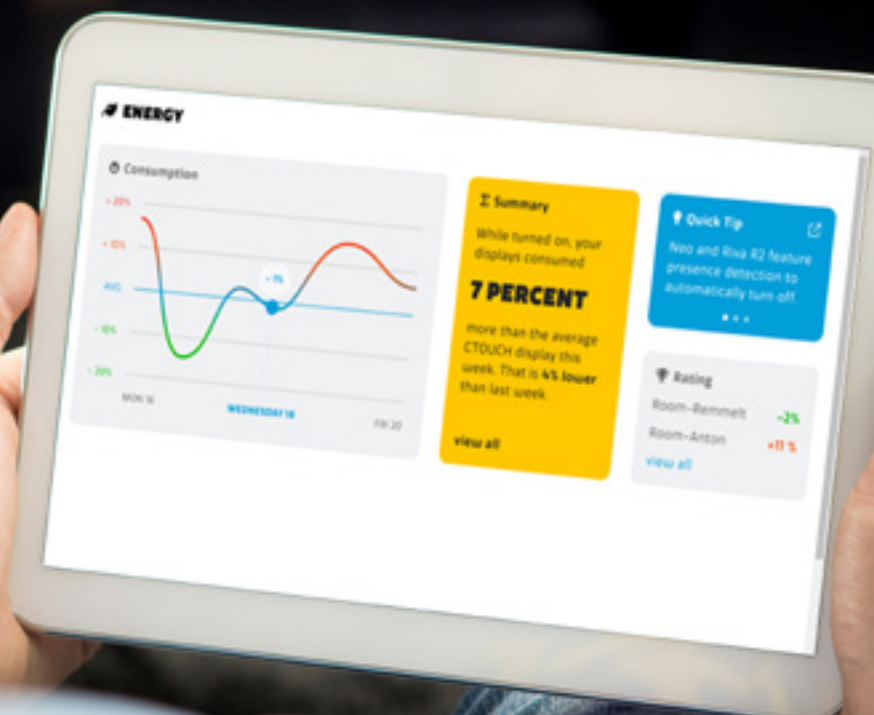 ENERGY
Consumption
+ 20%
+ 10%
AVG
- 10%
- 20%
MON 16
WEDNESDAY 18
FRI 20
Summary
While turned on, your
displays consumed
7 PERCENT
more than the average
CTOUCH display this
week. That is 4% lower
than last week.
view all
Quick Tip
Neo and Riva R2 feature
presence detection to
automatically turn off.
Rating
Room-Remmelt -2%
Room-Anton +11 %
view all